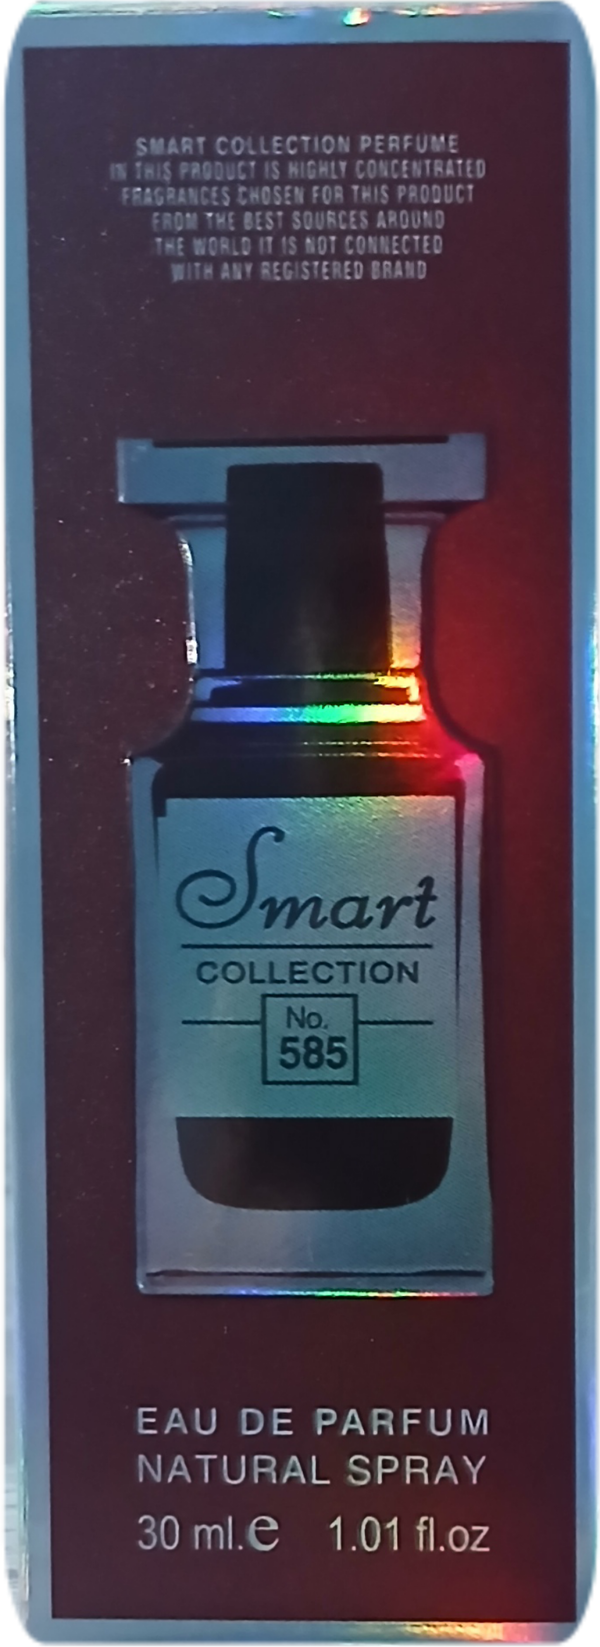 SMART COLLECTION PERFUME
IN THIS PRODUCT IS HIGHLY CONCENTRATED
FRAGRANCES CHOSEN FOR THIS PRODUCT
FROM THE BEST SOURCES AROUND
THE WORLD IT IS NOT CONNECTED
WITH ANY REGISTERED BRAND
Smart
COLLECTION
No.
585
EAU DE PARFUM
NATURAL SPRAY
30 ml.e 1.01 fl.oz